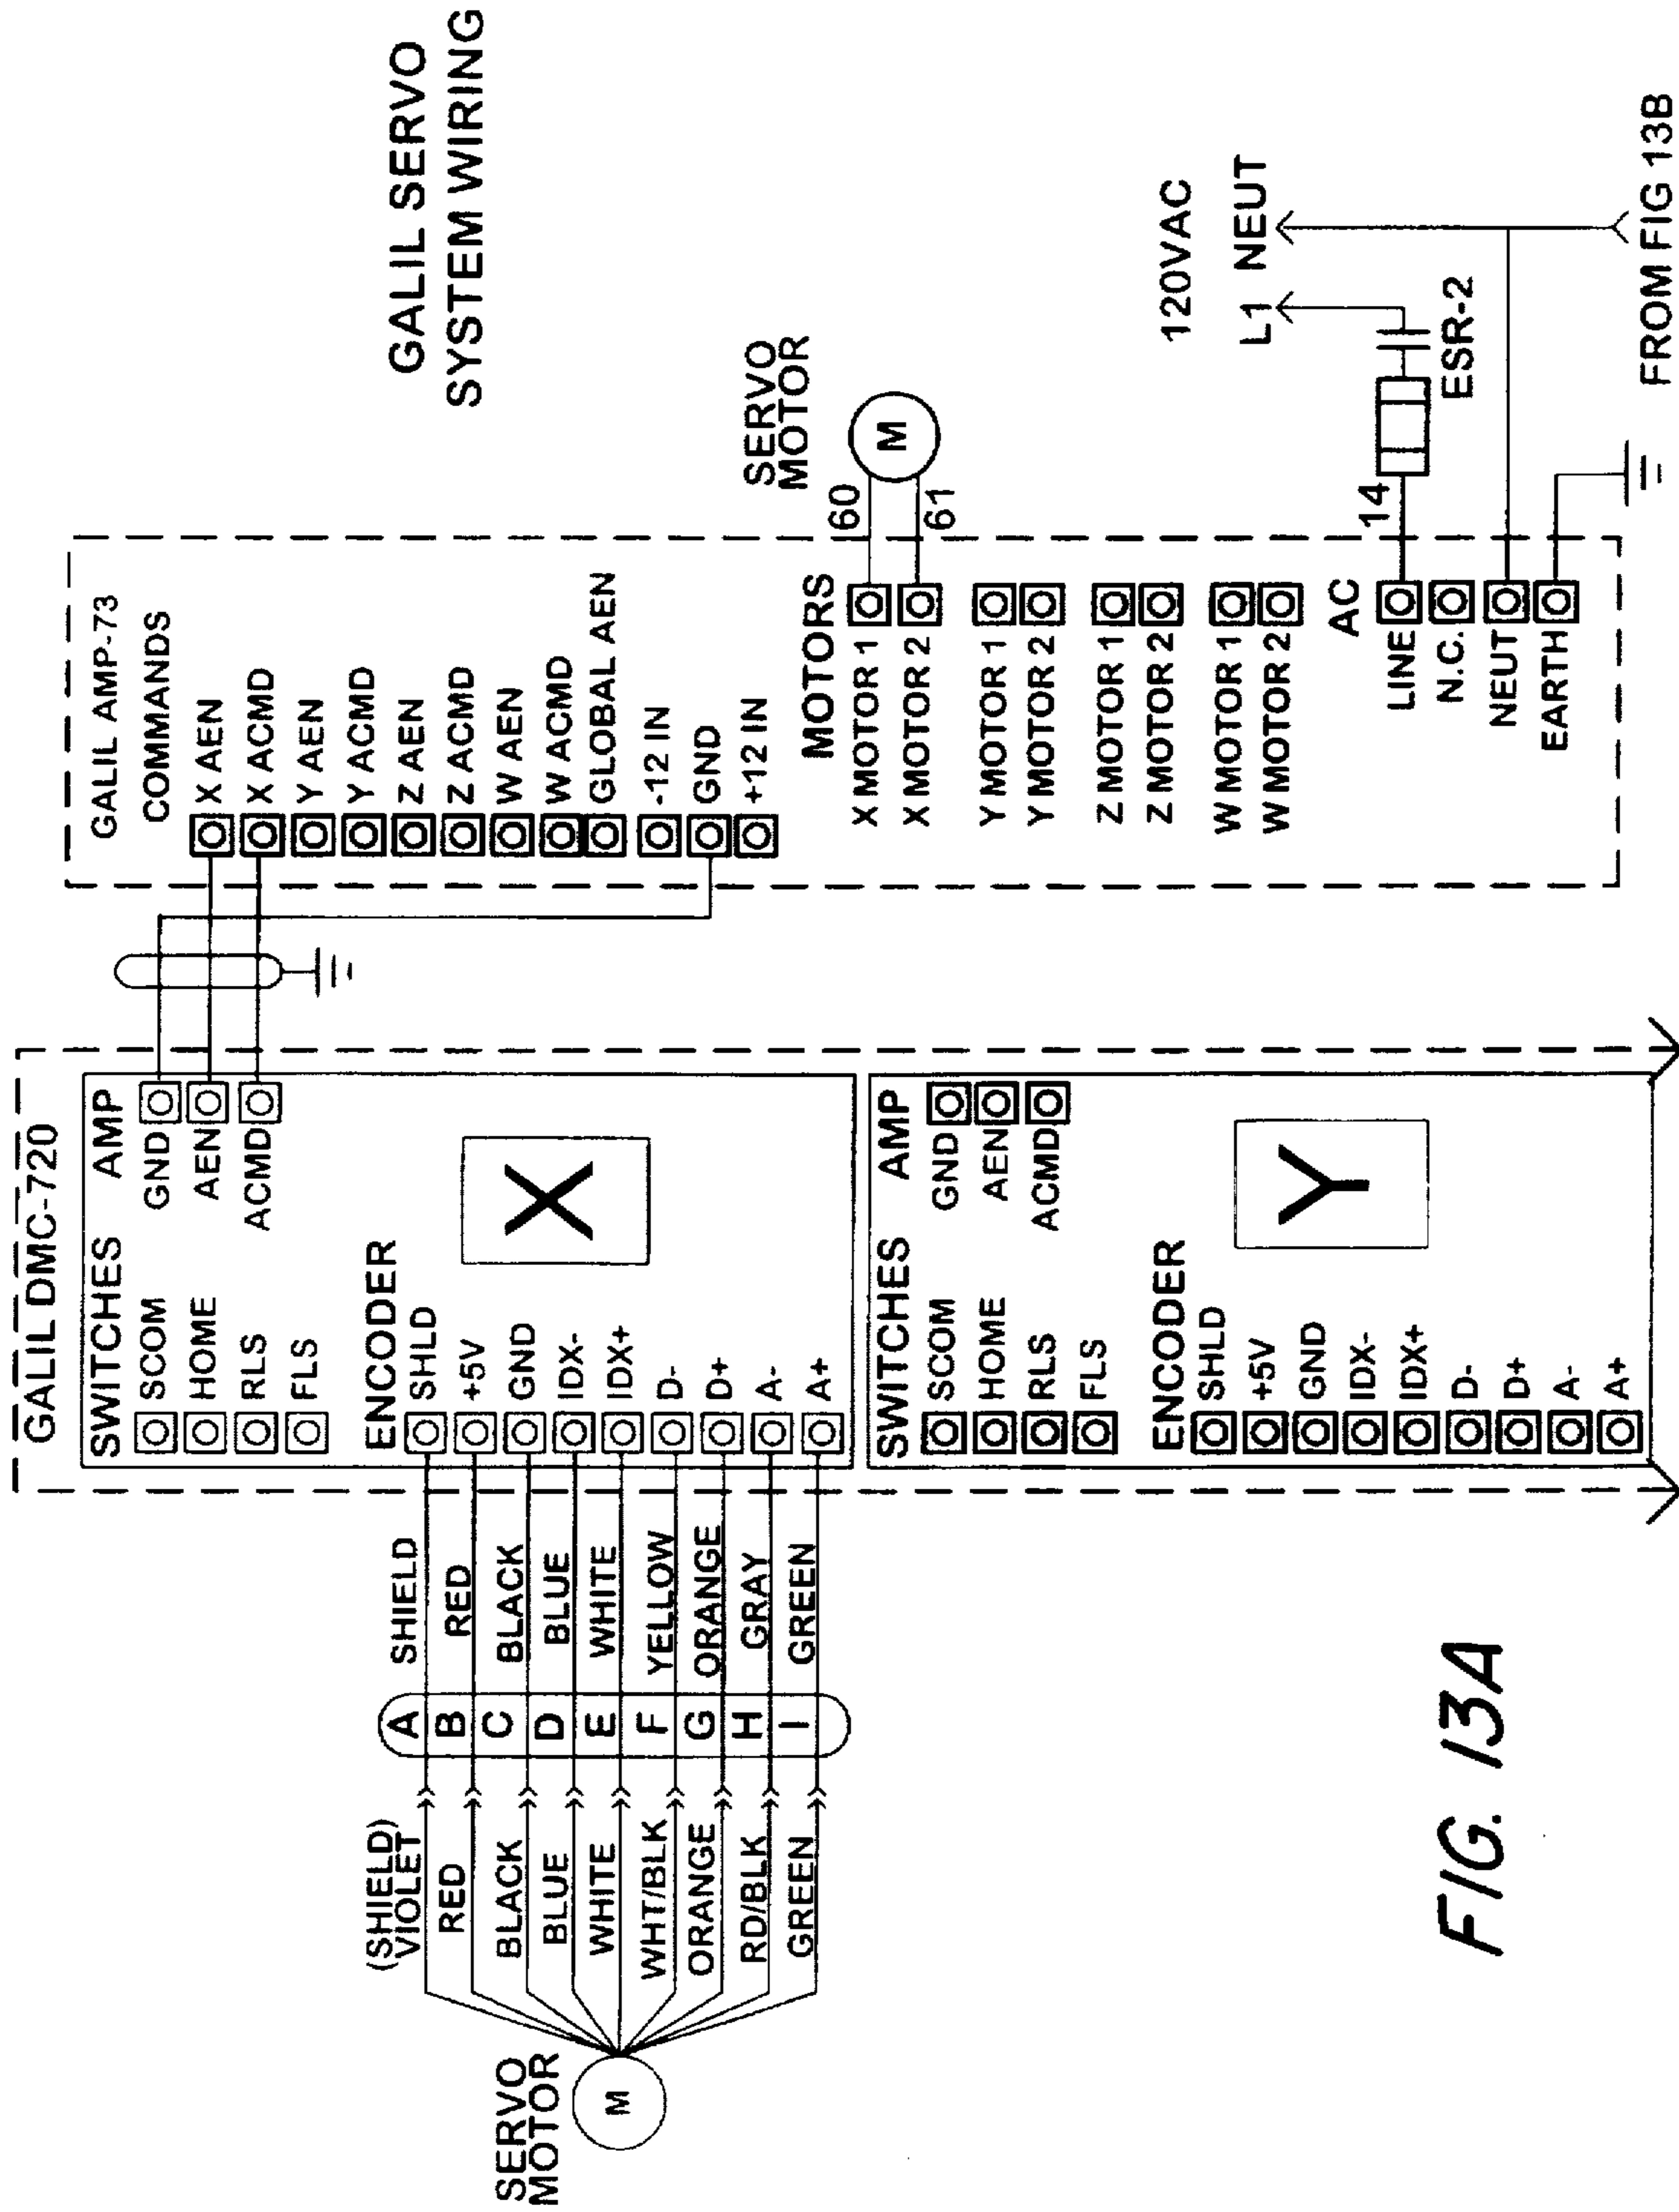 GALIL SERVO
SYSTEM WIRING
GALIL DMC-720
SWITCHES
AMP
SCOM
HOME
RLS
FLS
GND
AEN
ACMD
ENCODER
SHLD
+5V
GND
IDX-
IDX+
D-
D+
A-
A+
X
SWITCHES
AMP
SCOM
HOME
RLS
FLS
GND
AEN
ACMD
ENCODER
SHLD
+5V
GND
IDX-
IDX+
D-
D+
A-
A+
Y
SERVO
MOTOR
M
(SHIELD)
VIOLET
RED
BLACK
BLUE
WHITE
WHT/BLK
ORANGE
RD/BLK
GREEN
A
B
C
D
E
F
G
H
I
SHIELD
RED
BLACK
BLUE
WHITE
YELLOW
ORANGE
GRAY
GREEN
GALIL AMP-73
COMMANDS
X AEN
X ACMD
Y AEN
Y ACMD
Z AEN
Z ACMD
W AEN
W ACMD
GLOBAL AEN
-12 IN
GND
+12 IN
MOTORS
X MOTOR 1
X MOTOR 2
Y MOTOR 1
Y MOTOR 2
Z MOTOR 1
Z MOTOR 2
W MOTOR 1
W MOTOR 2
AC
LINE
N.C.
NEUT
EARTH
60
61
SERVO
MOTOR
M
14
ESR-2
120VAC
L1 NEUT
FROM FIG 13B
FIG. 13A